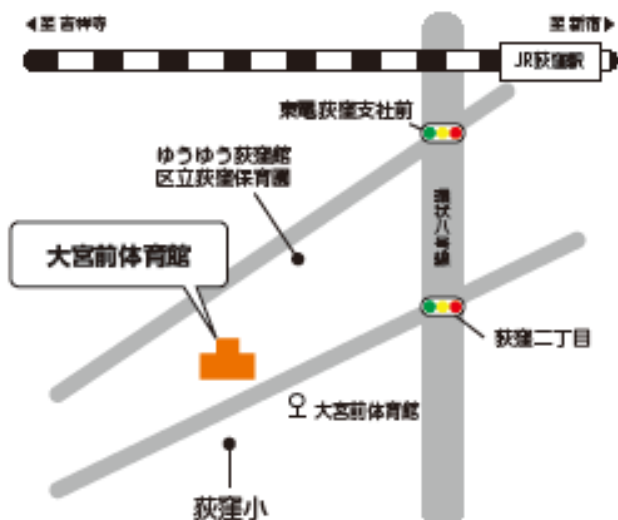 ◀至 吉祥寺
至 新宿▶
JR荻窪駅
東電荻窪支社前
ゆうゆう荻窪館
区立荻窪保育園
環状八号線
大宮前体育館
荻窪二丁目
大宮前体育館
荻窪小